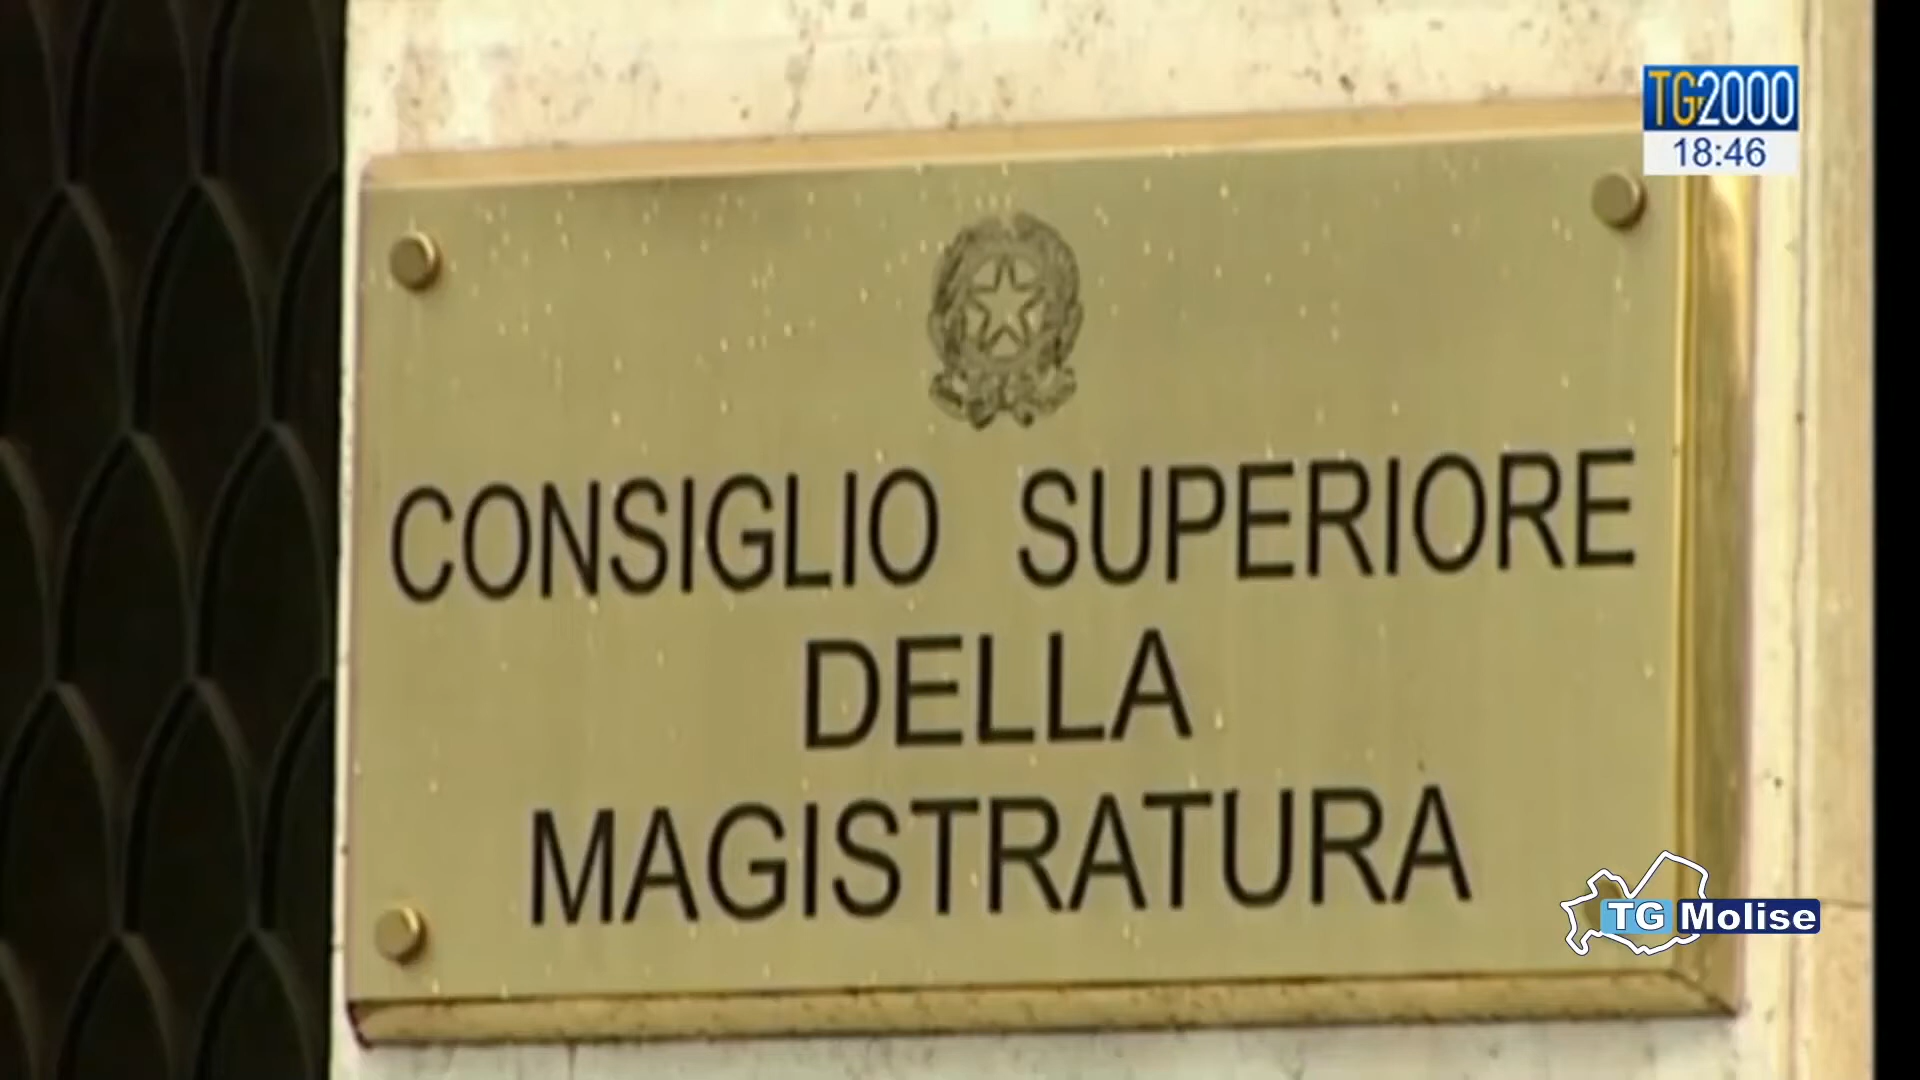 TG2000
18:46
CONSIGLIO SUPERIORE
DELLA
MAGISTRATURA
TG Molise